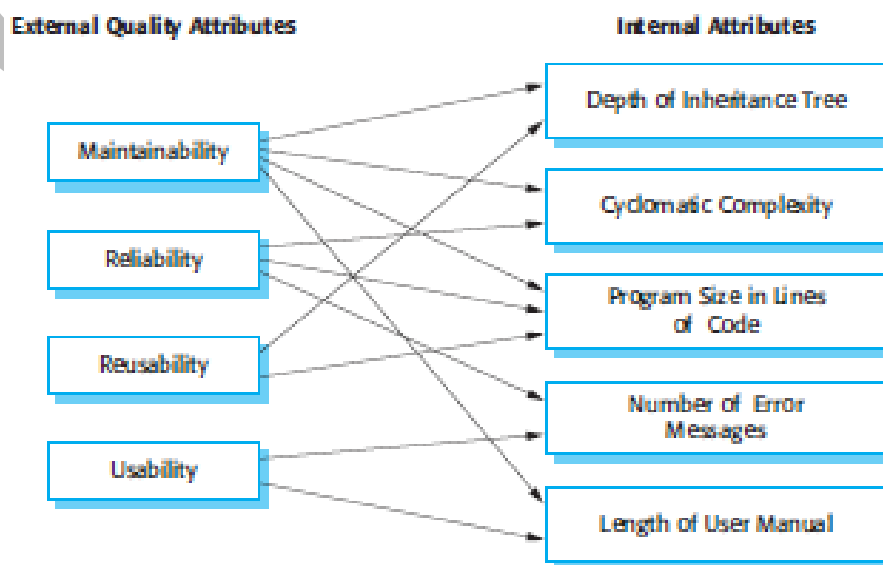 External Quality Attributes
Internal Attributes
Maintainability
Reliability
Reusability
Usability
Depth of Inheritance Tree
Cyclomatic Complexity
Program Size in Lines
of Code
Number of Error
Messages
Length of User Manual